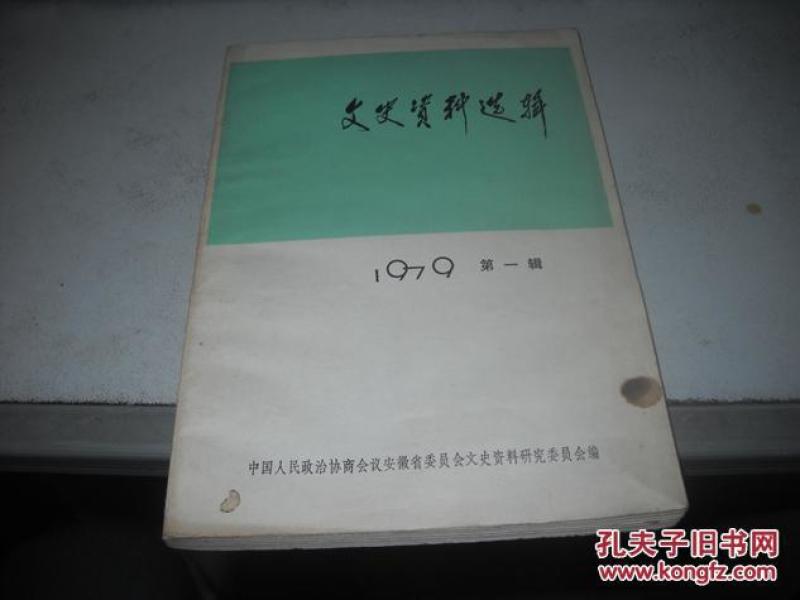 文史资料选辑
1979 第一辑
中国人民政治协商会议安徽省委员会文史资料研究委员会编
孔夫子旧书网
www.kongfz.com